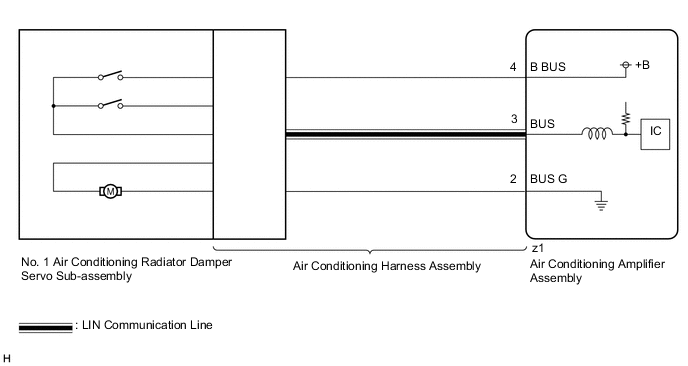 4 B BUS +B
3 BUS IC
2 BUS G
M
z1
No. 1 Air Conditioning Radiator Damper
Servo Sub-assembly
Air Conditioning Harness Assembly
Air Conditioning Amplifier
Assembly
: LIN Communication Line
H